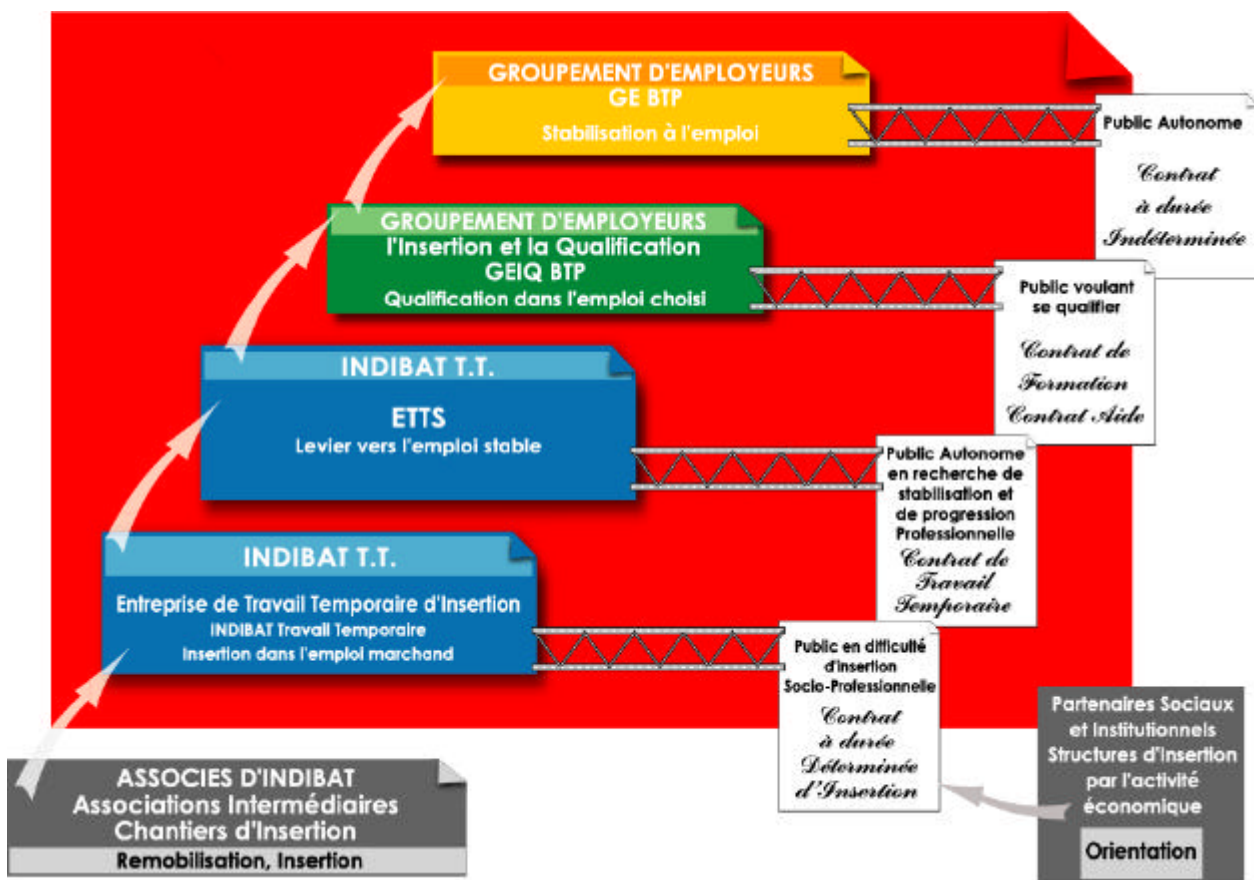 GROUPEMENT D'EMPLOYEURS
GE BTP
Stabilisation à l'emploi
Public Autonome
Contrat
à durée
Indéterminée
GROUPEMENT D'EMPLOYEURS
l'Insertion et la Qualification
GEIQ BTP
Qualification dans l'emploi choisi
Public voulant
se qualifier
Contrat de
Formation
Contrat Aide
INDIBAT T.T.
ETTS
Levier vers l'emploi stable
Public Autonome
en recherche de
stabilisation et
de progression
Professionnelle
Contrat de
Travail
Temporaire
INDIBAT T.T.
Entreprise de Travail Temporaire d'Insertion
INDIBAT Travail Temporaire
Insertion dans l'emploi marchand
Public en difficulté
d'insertion
Socio-Professionnelle
Contrat
à durée
Déterminée
d'Insertion
Partenaires Sociaux
et Institutionnels
Structures d'insertion
par l'activité
économique
Orientation
ASSOCIES D'INDIBAT
Associations Intermédiaires
Chantiers d'Insertion
Remobilisation, Insertion